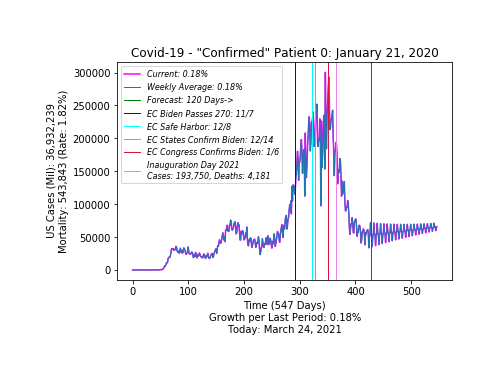 Covid-19 - "Confirmed" Patient 0: January 21, 2020
US Cases (Mil): 36,932,239
Mortality: 543,843 (Rate: 1.82%)
300000
250000
200000
150000
100000
50000
0
Current: 0.18%
Weekly Average: 0.18%
Forecast: 120 Days->
EC Biden Passes 270: 11/7
EC Safe Harbor: 12/8
EC States Confirm Biden: 12/14
EC Congress Confirms Biden: 1/6
Inauguration Day 2021
Cases: 193,750, Deaths: 4,181
0 100 200 300 400 500
Time (547 Days)
Growth per Last Period: 0.18%
Today: March 24, 2021